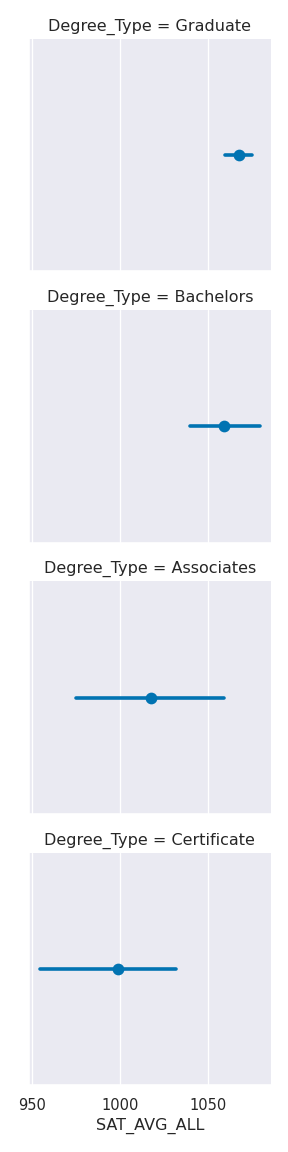 Degree_Type = Graduate
Degree_Type = Bachelors
Degree_Type = Associates
Degree_Type = Certificate
950 1000 1050
SAT_AVG_ALL